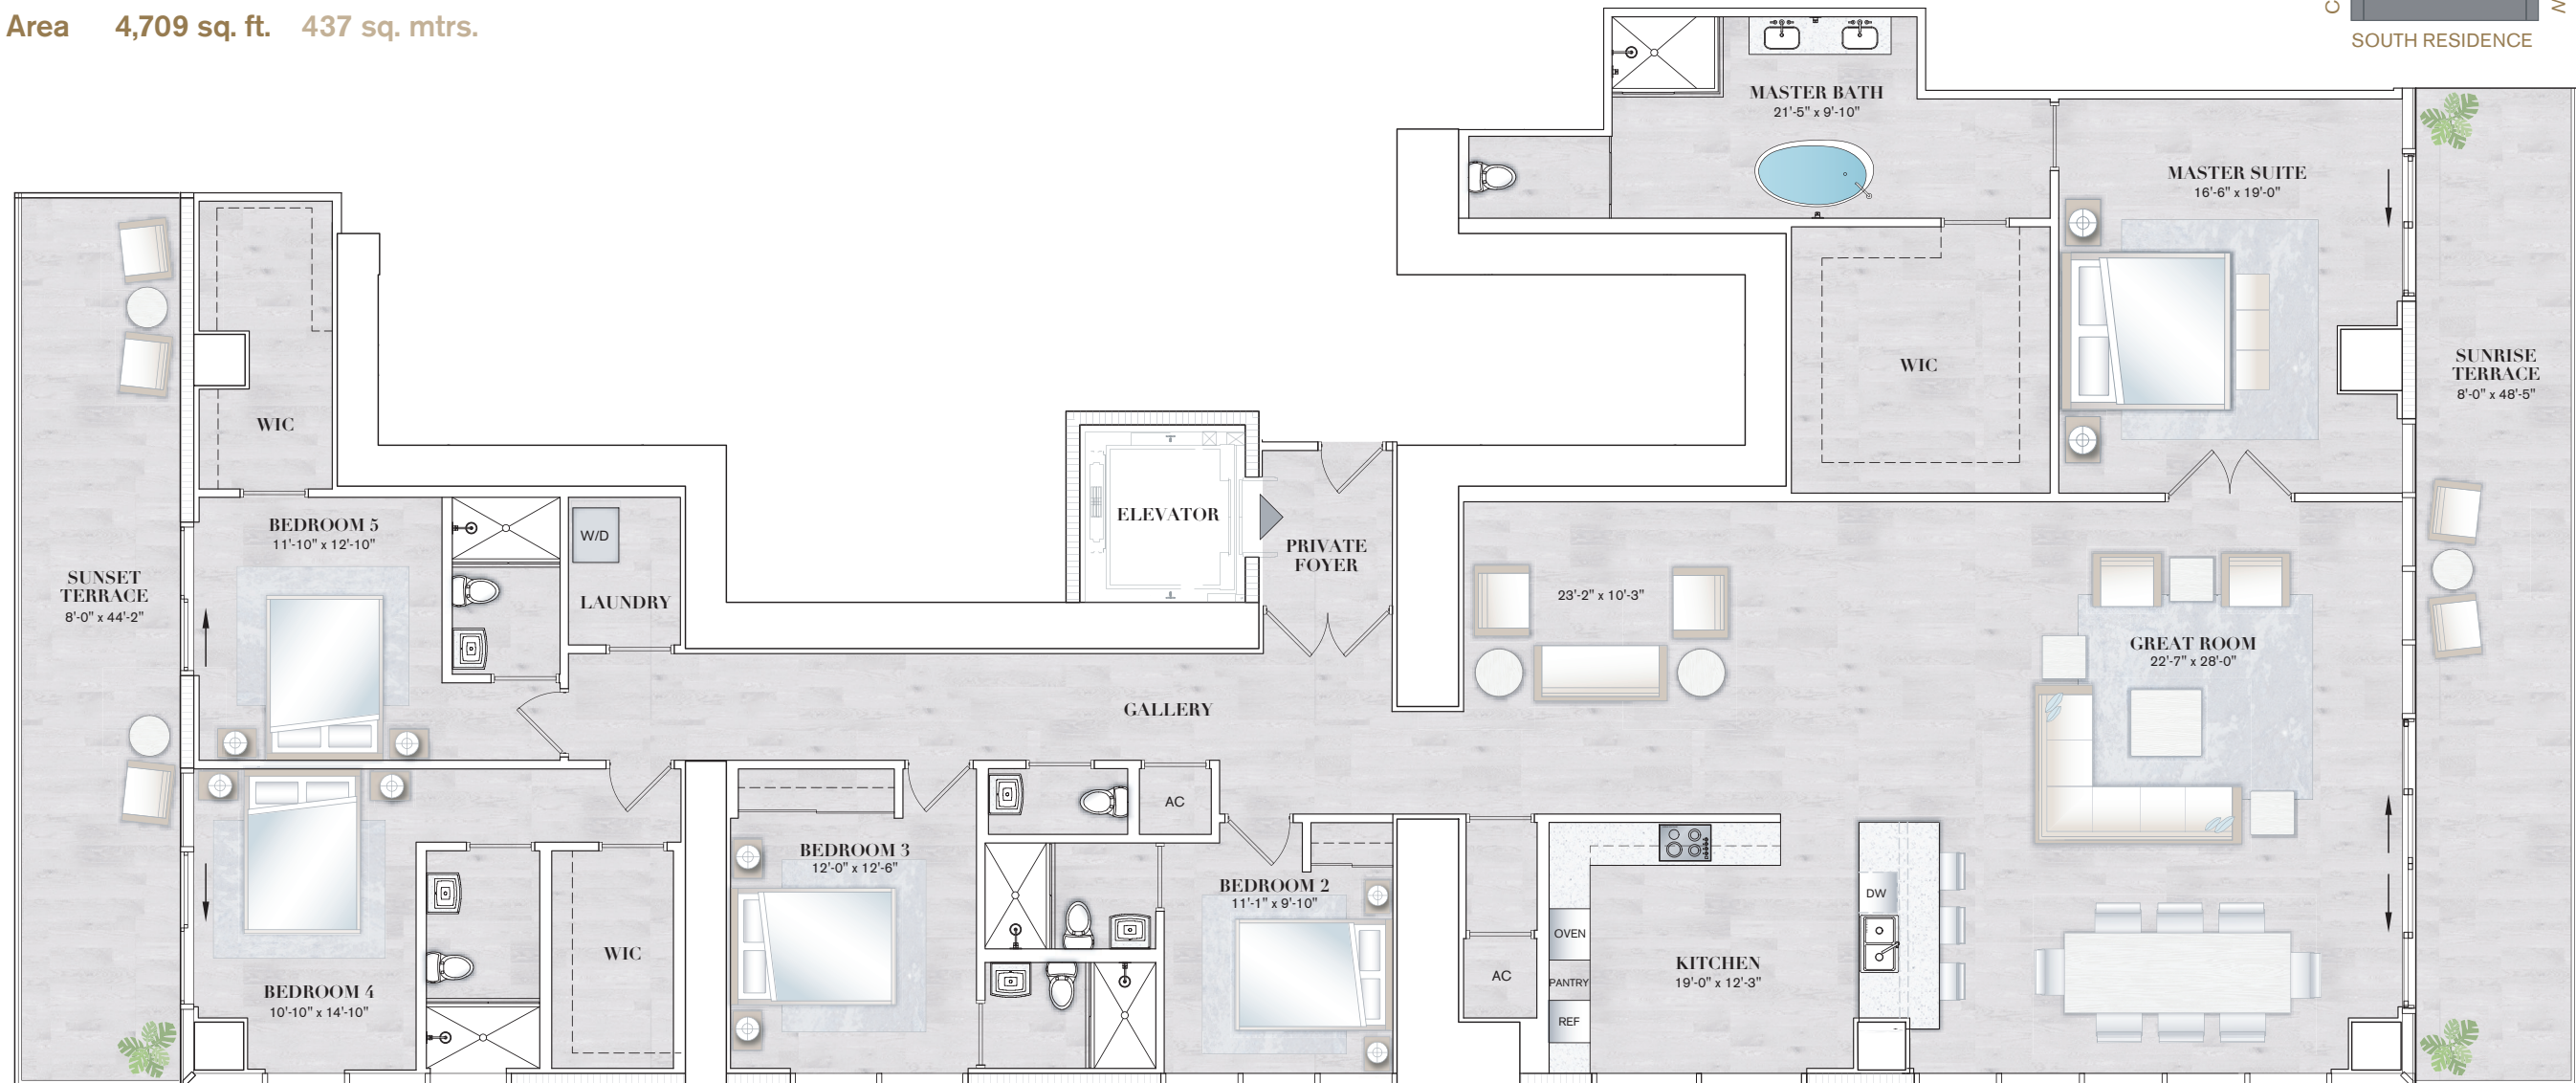 Area 4,709 sq. ft. 437 sq. mtrs.
SOUTH RESIDENCE
MASTER BATH
21'-5" x 9'-10"
MASTER SUITE
16'-6" x 19'-0"
WIC
SUNRISE
TERRACE
8'-0" x 48'-5"
WIC
ELEVATOR
PRIVATE
FOYER
BEDROOM 5
11'-10" x 12'-10"
W/D
LAUNDRY
SUNSET
TERRACE
8'-0" x 44'-2"
23'-2" x 10'-3"
GREAT ROOM
22'-7" x 28'-0"
GALLERY
AC
BEDROOM 3
12'-0" x 12'-6"
BEDROOM 2
11'-1" x 9'-10"
DW
OVEN
WIC
KITCHEN
19'-0" x 12'-3"
AC
PANTRY
REF
BEDROOM 4
10'-10" x 14'-10"